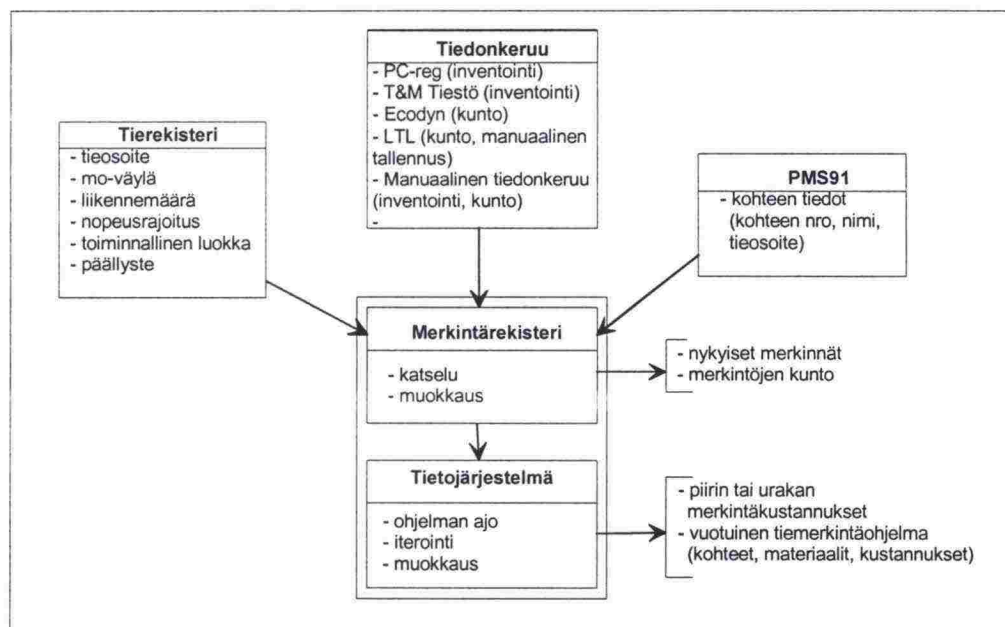 Tiedonkeruu
- PC-reg (inventointi)
- T&M Tiestö (inventointi)
- Ecodyn (kunto)
- LTL (kunto, manuaalinen
tallennus)
- Manuaalinen tiedonkeruu
(inventointi, kunto)
-
Tierekisteri
- tieosoite
- mo-väylä
- liikennemäärä
- nopeusrajoitus
- toiminnallinen luokka
- päällyste
PMS91
- kohteen tiedot
(kohteen nro, nimi,
tieosoite)
Merkintärekisteri
- katselu
- muokkaus
- nykyiset merkinnät
- merkintöjen kunto
Tietojärjestelmä
- ohjelman ajo
- iterointi
- muokkaus
- piirin tai urakan
merkintäkustannukset
- vuotuinen tiemerkintäohjelma
(kohteet, materiaalit, kustannukset)